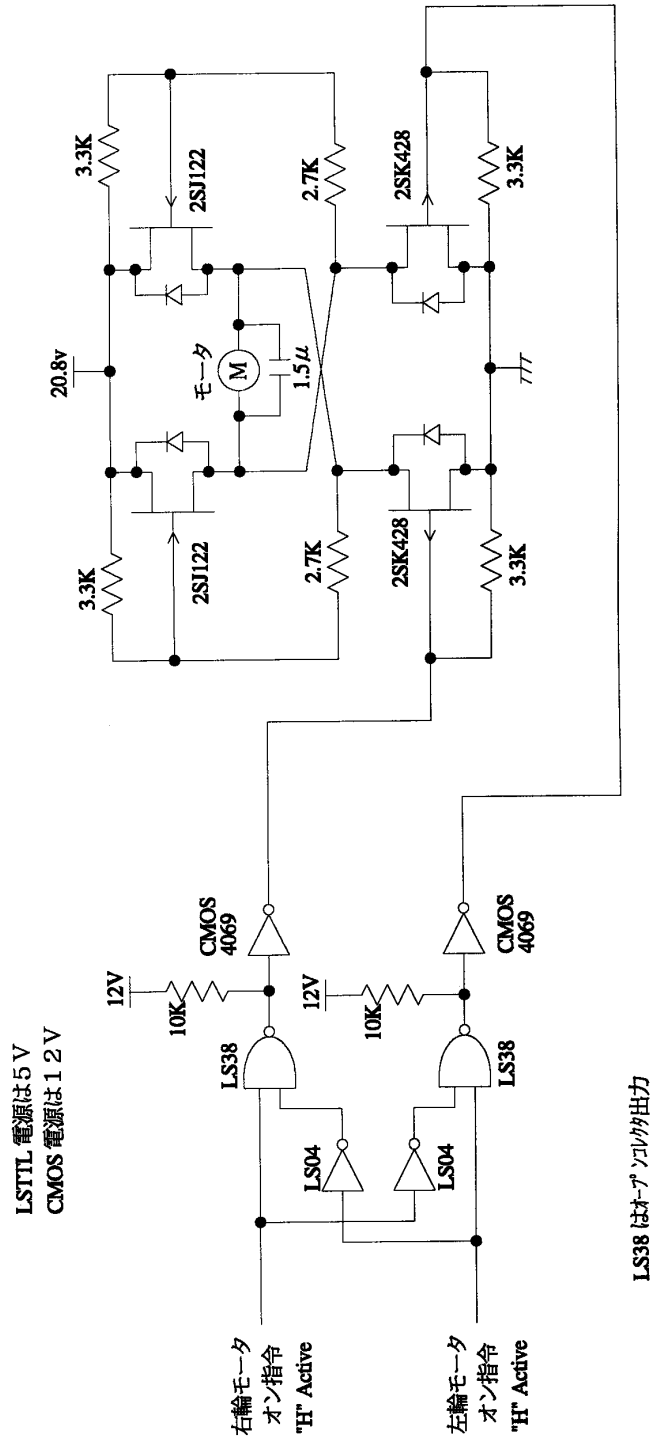 LSTTL 電源は5V
CMOS 電源は12V
右輪モータ
オン指令
"H" Active
左輪モータ
オン指令
"H" Active
LS04
LS04
LS38
LS38
12V
10K
12V
10K
CMOS
4069
CMOS
4069
20.8v
3.3K
3.3K
2SJ122
2SJ122
モータ
M
1.5μ
2.7K
2.7K
2SK428
2SK428
3.3K
3.3K
LS38 はオープンコレクタ出力